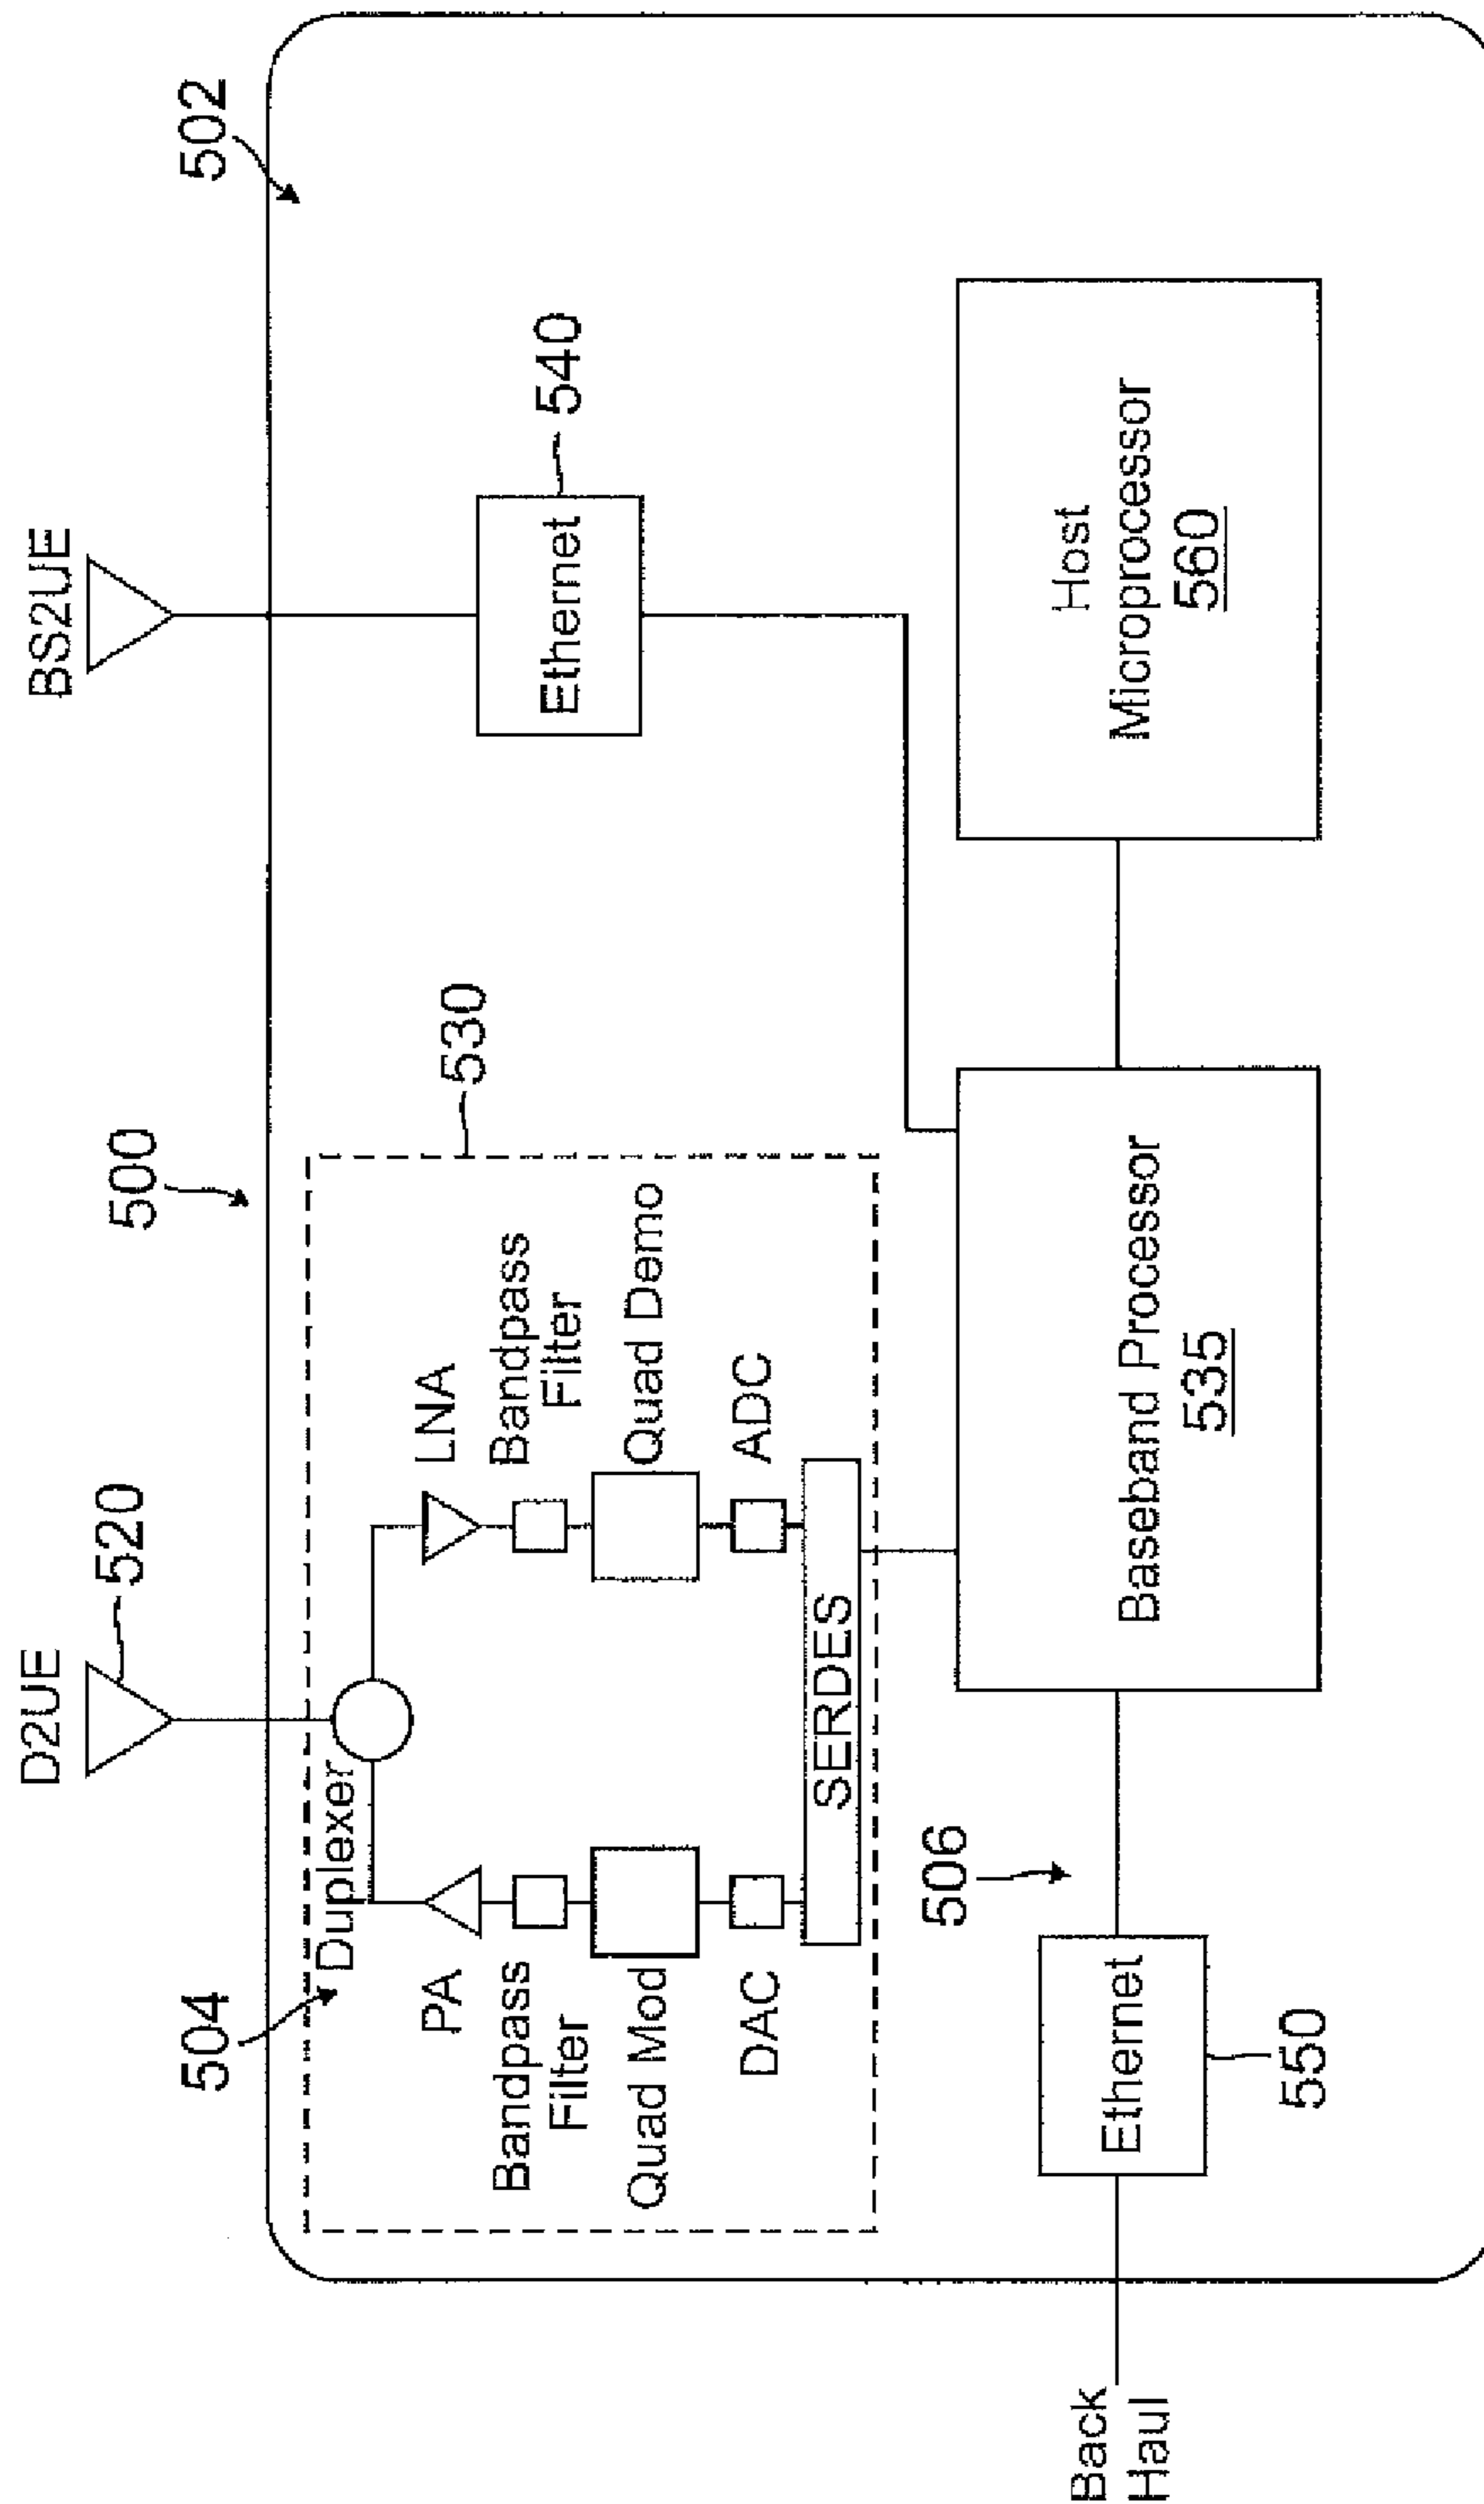 D2UE
520
500
BS2UE
502
504
Duplexer
530
PA
LNA
Bandpass
Filter
Bandpass
Filter
Quad Mod
Quad Demo
DAC
ADC
SERDES
Ethernet
540
506
Back
Haul
Ethernet
550
Baseband Processor
535
Host
Microprocessor
560